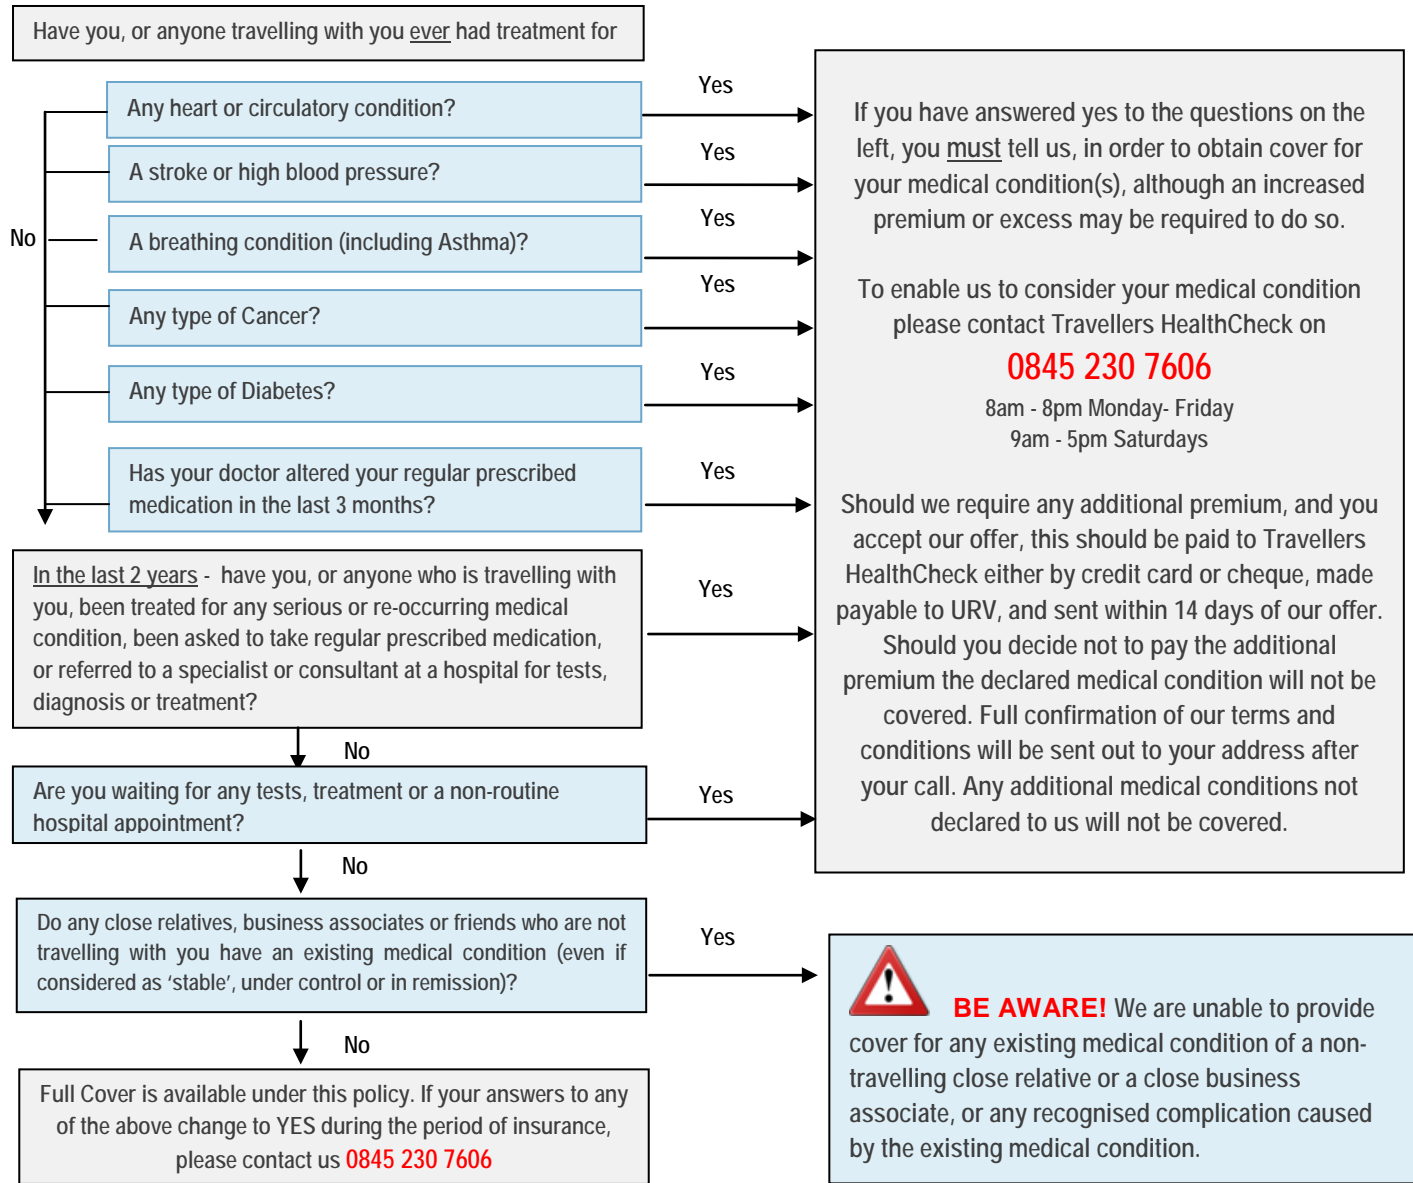 Have you, or anyone travelling with you ever had treatment for
Any heart or circulatory condition?
Yes
A stroke or high blood pressure?
Yes
No
A breathing condition (including Asthma)?
Yes
Any type of Cancer?
Yes
Any type of Diabetes?
Yes
Has your doctor altered your regular prescribed
medication in the last 3 months?
Yes
In the last 2 years - have you, or anyone who is travelling with
you, been treated for any serious or re-occurring medical
condition, been asked to take regular prescribed medication,
or referred to a specialist or consultant at a hospital for tests,
diagnosis or treatment?
Yes
No
Are you waiting for any tests, treatment or a non-routine
hospital appointment?
Yes
No
If you have answered yes to the questions on the
left, you must tell us, in order to obtain cover for
your medical condition(s), although an increased
premium or excess may be required to do so.
To enable us to consider your medical condition
please contact Travellers HealthCheck on
0845 230 7606
8am - 8pm Monday- Friday
9am - 5pm Saturdays
Should we require any additional premium, and you
accept our offer, this should be paid to Travellers
HealthCheck either by credit card or cheque, made
payable to URV, and sent within 14 days of our offer.
Should you decide not to pay the additional
premium the declared medical condition will not be
covered. Full confirmation of our terms and
conditions will be sent out to your address after
your call. Any additional medical conditions not
declared to us will not be covered.
Do any close relatives, business associates or friends who are not
travelling with you have an existing medical condition (even if
considered as ‘stable’, under control or in remission)?
Yes
No
BE AWARE! We are unable to provide
cover for any existing medical condition of a non-
travelling close relative or a close business
associate, or any recognised complication caused
by the existing medical condition.
Full Cover is available under this policy. If your answers to any
of the above change to YES during the period of insurance,
please contact us 0845 230 7606